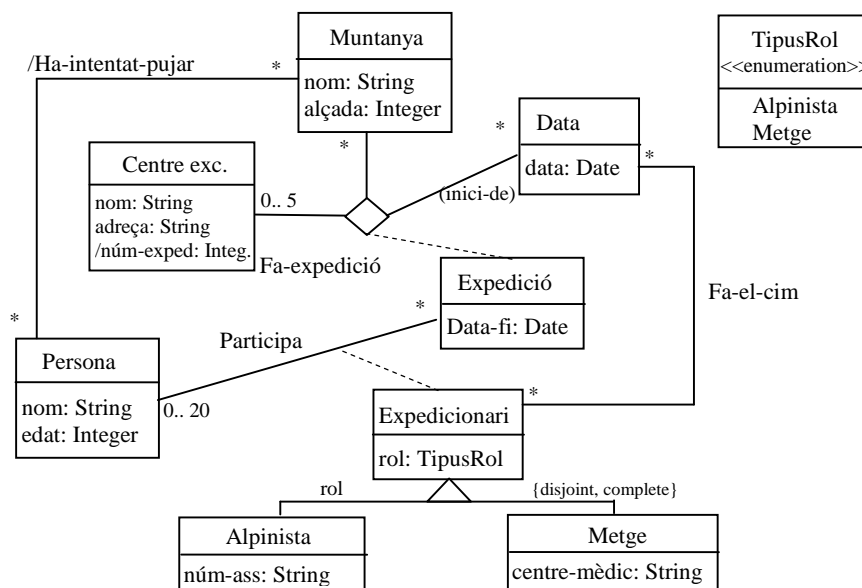 Muntanya
nom: String
alçada: Integer
TipusRol
<<enumeration>>
Alpinista
Metge
/Ha-intentat-pujar
*
*
Data
data: Date
*
*
Centre exc.
nom: String
adreça: String
/núm-exped: Integ.
0.. 5
(inici-de)
Fa-expedició
Expedició
Data-fi: Date
Fa-el-cim
*
*
Participa
Persona
nom: String
edat: Integer
0.. 20
Expedicionari
rol: TipusRol
*
rol
{disjoint, complete}
Alpinista
núm-ass: String
Metge
centre-mèdic: String